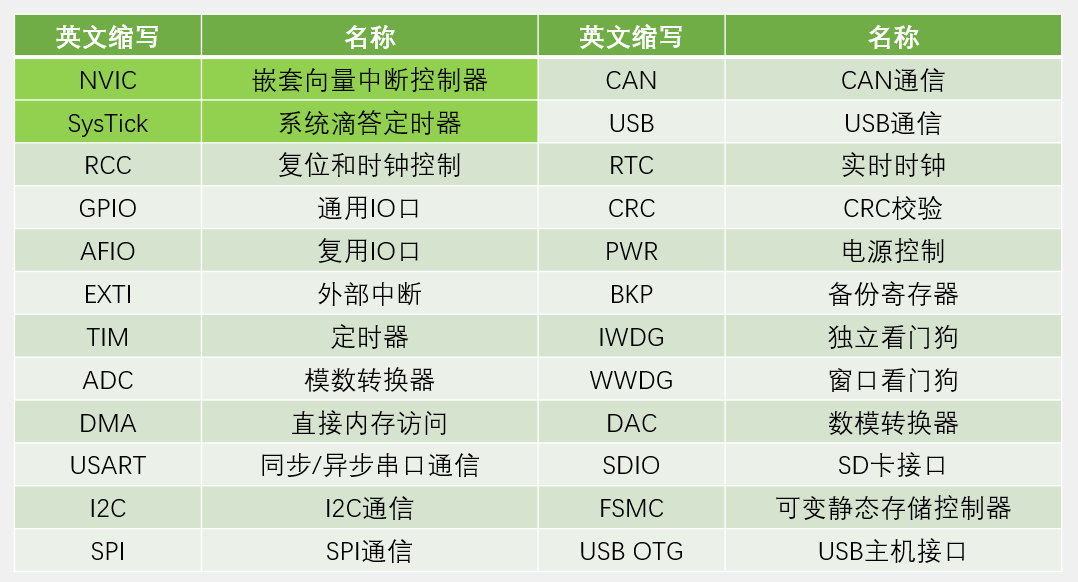 英文缩写 名称 英文缩写 名称
NVIC 嵌套向量中断控制器 CAN CAN通信
SysTick 系统滴答定时器 USB USB通信
RCC 复位和时钟控制 RTC 实时时钟
GPIO 通用IO口 CRC CRC校验
AFIO 复用IO口 PWR 电源控制
EXTI 外部中断 BKP 备份寄存器
TIM 定时器 IWDG 独立看门狗
ADC 模数转换器 WWDG 窗口看门狗
DMA 直接内存访问 DAC 数模转换器
USART 同步/异步串口通信 SDIO SD卡接口
I2C I2C通信 FSMC 可变静态存储控制器
SPI SPI通信 USB OTG USB主机接口